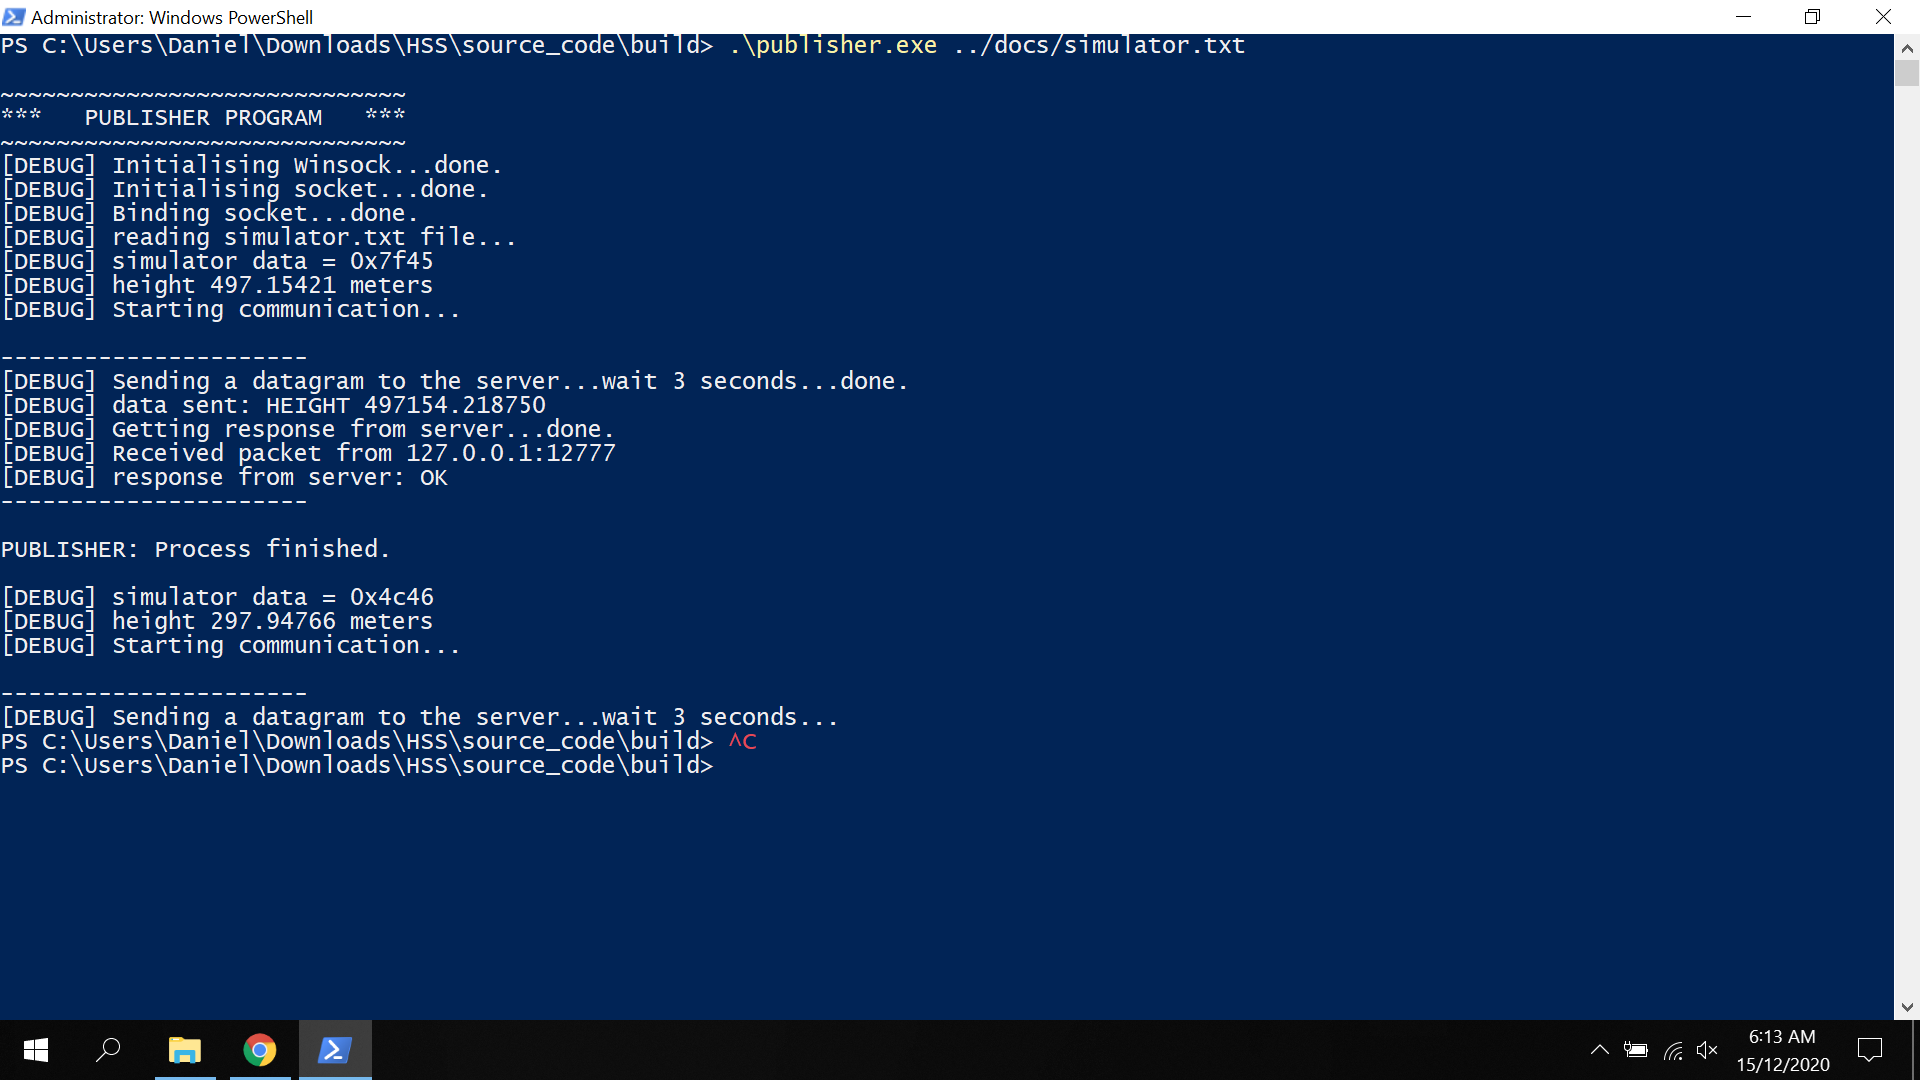 Administrator: Windows PowerShell
PS C:\Users\Daniel\Downloads\HSS\source_code\build> .\publisher.exe ../docs/simulator.txt
~~~~~~~~~~~~~~~~~~~~~~~~~~~~~
***   PUBLISHER PROGRAM   ***
~~~~~~~~~~~~~~~~~~~~~~~~~~~~~
[DEBUG] Initialising Winsock...done.
[DEBUG] Initialising socket...done.
[DEBUG] Binding socket...done.
[DEBUG] reading simulator.txt file...
[DEBUG] simulator data = 0x7f45
[DEBUG] height 497.15421 meters
[DEBUG] Starting communication...
----------------------
[DEBUG] Sending a datagram to the server...wait 3 seconds...done.
[DEBUG] data sent: HEIGHT 497154.218750
[DEBUG] Getting response from server...done.
[DEBUG] Received packet from 127.0.0.1:12777
[DEBUG] response from server: OK
----------------------
PUBLISHER: Process finished.
[DEBUG] simulator data = 0x4c46
[DEBUG] height 297.94766 meters
[DEBUG] Starting communication...
----------------------
[DEBUG] Sending a datagram to the server...wait 3 seconds...
PS C:\Users\Daniel\Downloads\HSS\source_code\build> ^C
PS C:\Users\Daniel\Downloads\HSS\source_code\build>
6:13 AM
15/12/2020